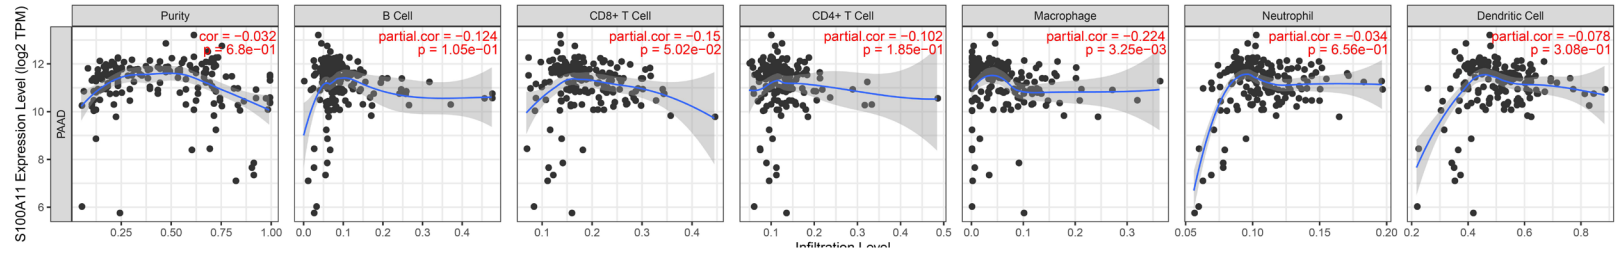 Purity
B Cell
CD8+ T Cell
CD4+ T Cell
Macrophage
Neutrophil
Dendritic Cell
cor = −0.032
p = 6.8e−01
partial.cor = −0.124
p = 1.05e−01
partial.cor = −0.15
p = 5.02e−02
partial.cor = −0.102
p = 1.85e−01
partial.cor = −0.224
p = 3.25e−03
partial.cor = −0.034
p = 6.56e−01
partial.cor = −0.078
p = 3.08e−01
S100A11 Expression Level (log2 TPM)
PAAD
12
10
8
6
0.25 0.50 0.75 1.00
0.0 0.1 0.2 0.3 0.4
0.1 0.2 0.3 0.4
0.1 0.2 0.3 0.4 0.5
0.0 0.1 0.2 0.3
0.05 0.10 0.15 0.20
0.2 0.4 0.6 0.8
Infiltration Level